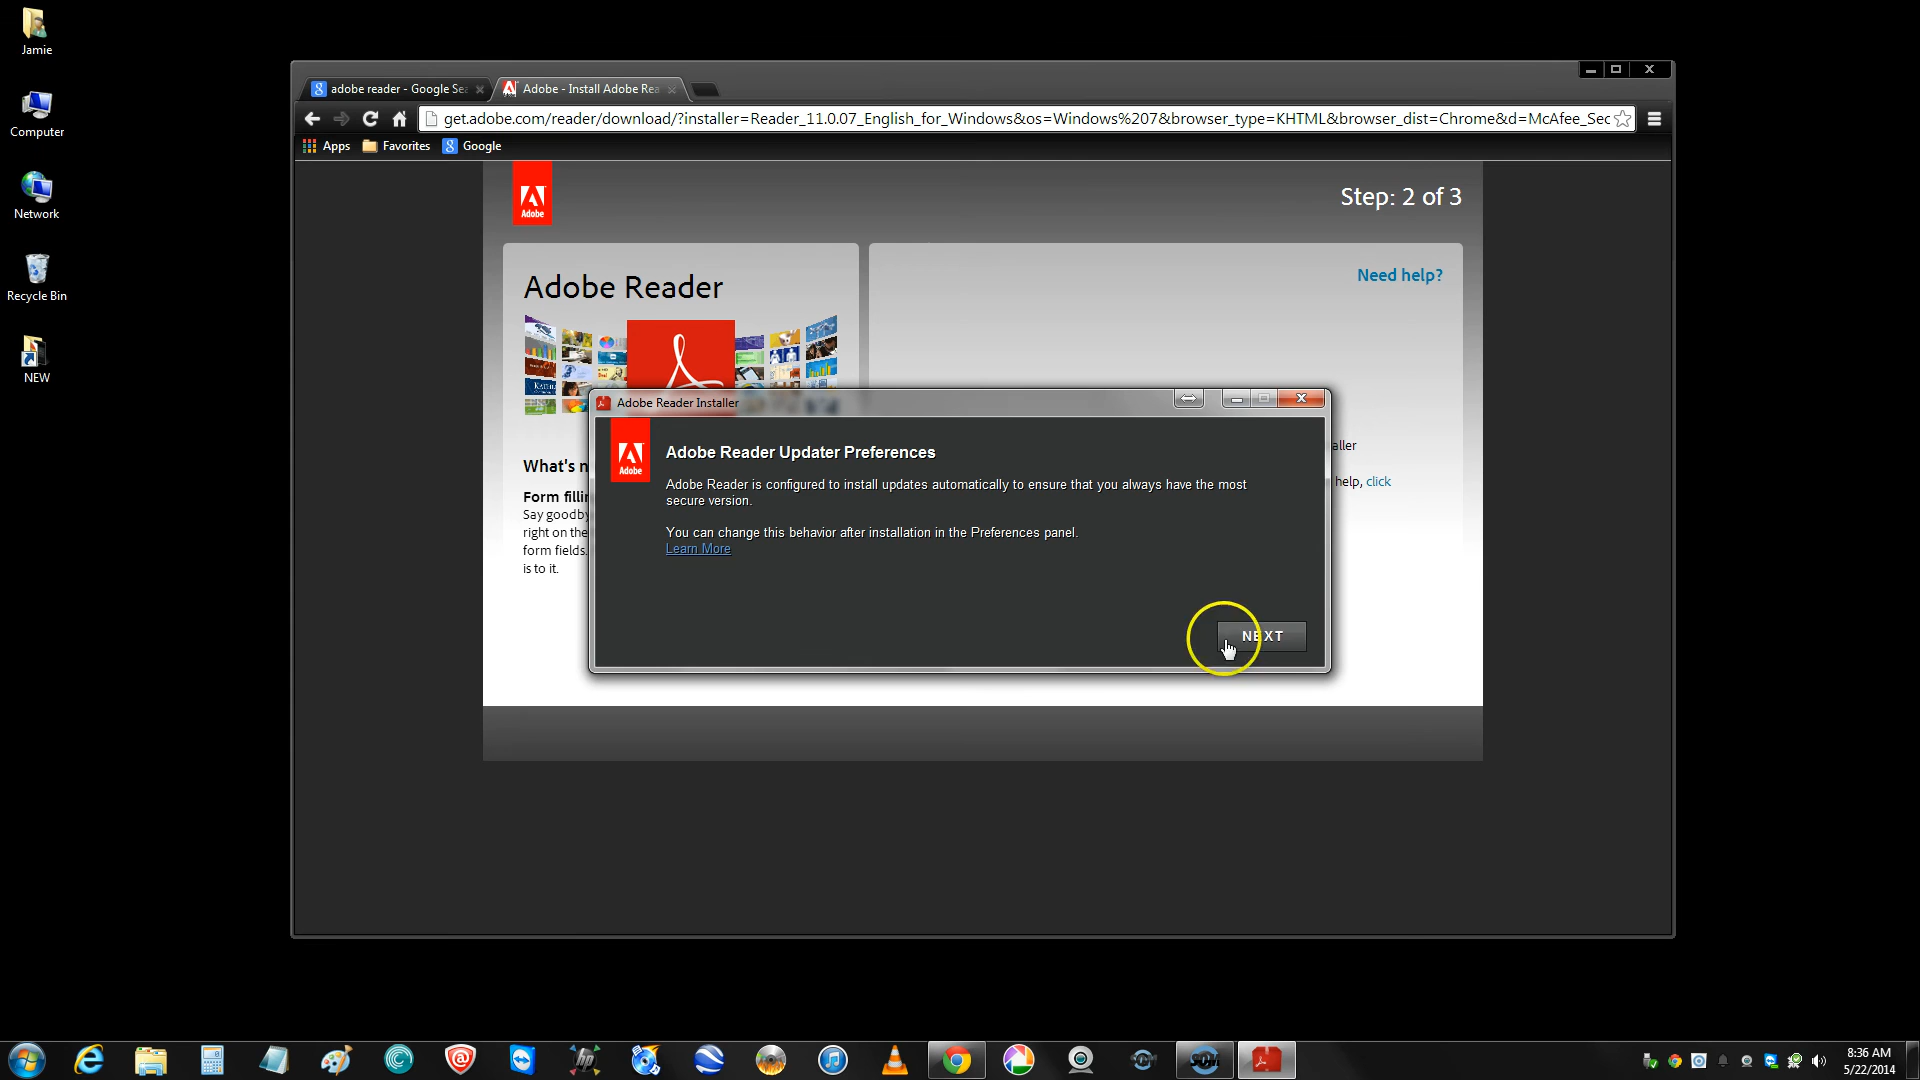 Jamie
Computer
Network
Recycle Bin
NEW
adobe reader - Google Sea
Adobe - Install Adobe Rea
get.adobe.com/reader/download/?installer=Reader_11.0.07_English_for_Windows&os=Windows%207&browser_type=KHTML&browser_dist=Chrome&d=McAfee_Sec
Apps
Favorites
Google
Adobe
Step: 2 of 3
Adobe Reader
Need help?
What's n
Form fillin
Say goodby
right on the
form fields.
is to it.
aller
help, click
Adobe Reader Installer
Adobe
Adobe Reader Updater Preferences
Adobe Reader is configured to install updates automatically to ensure that you always have the most
secure version.
You can change this behavior after installation in the Preferences panel.
Learn More
NEXT
8:36 AM
5/22/2014